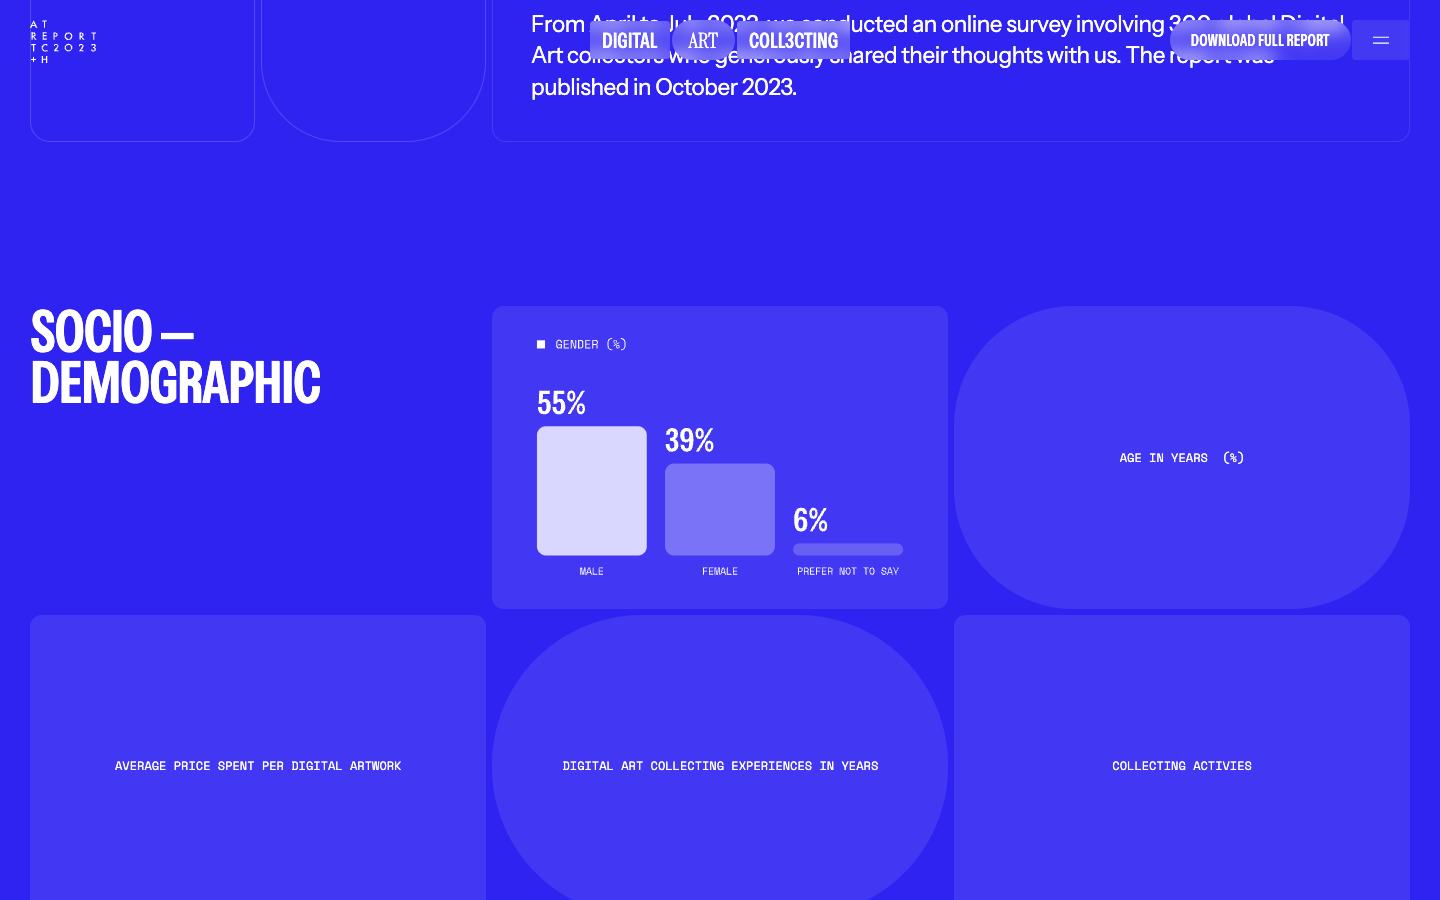 A T
R E P O R T
T C 2 0 2 3
+ H
DIGITAL ART COLL3CTING
DOWNLOAD FULL REPORT
From April to July 2023, we conducted an online survey involving 300 global Digital
Art collectors who generously shared their thoughts with us. The report was
published in October 2023.
SOCIO —
DEMOGRAPHIC
GENDER (%)
55%
39%
6%
MALE
FEMALE
PREFER NOT TO SAY
AGE IN YEARS (%)
AVERAGE PRICE SPENT PER DIGITAL ARTWORK
DIGITAL ART COLLECTING EXPERIENCES IN YEARS
COLLECTING ACTIVIES